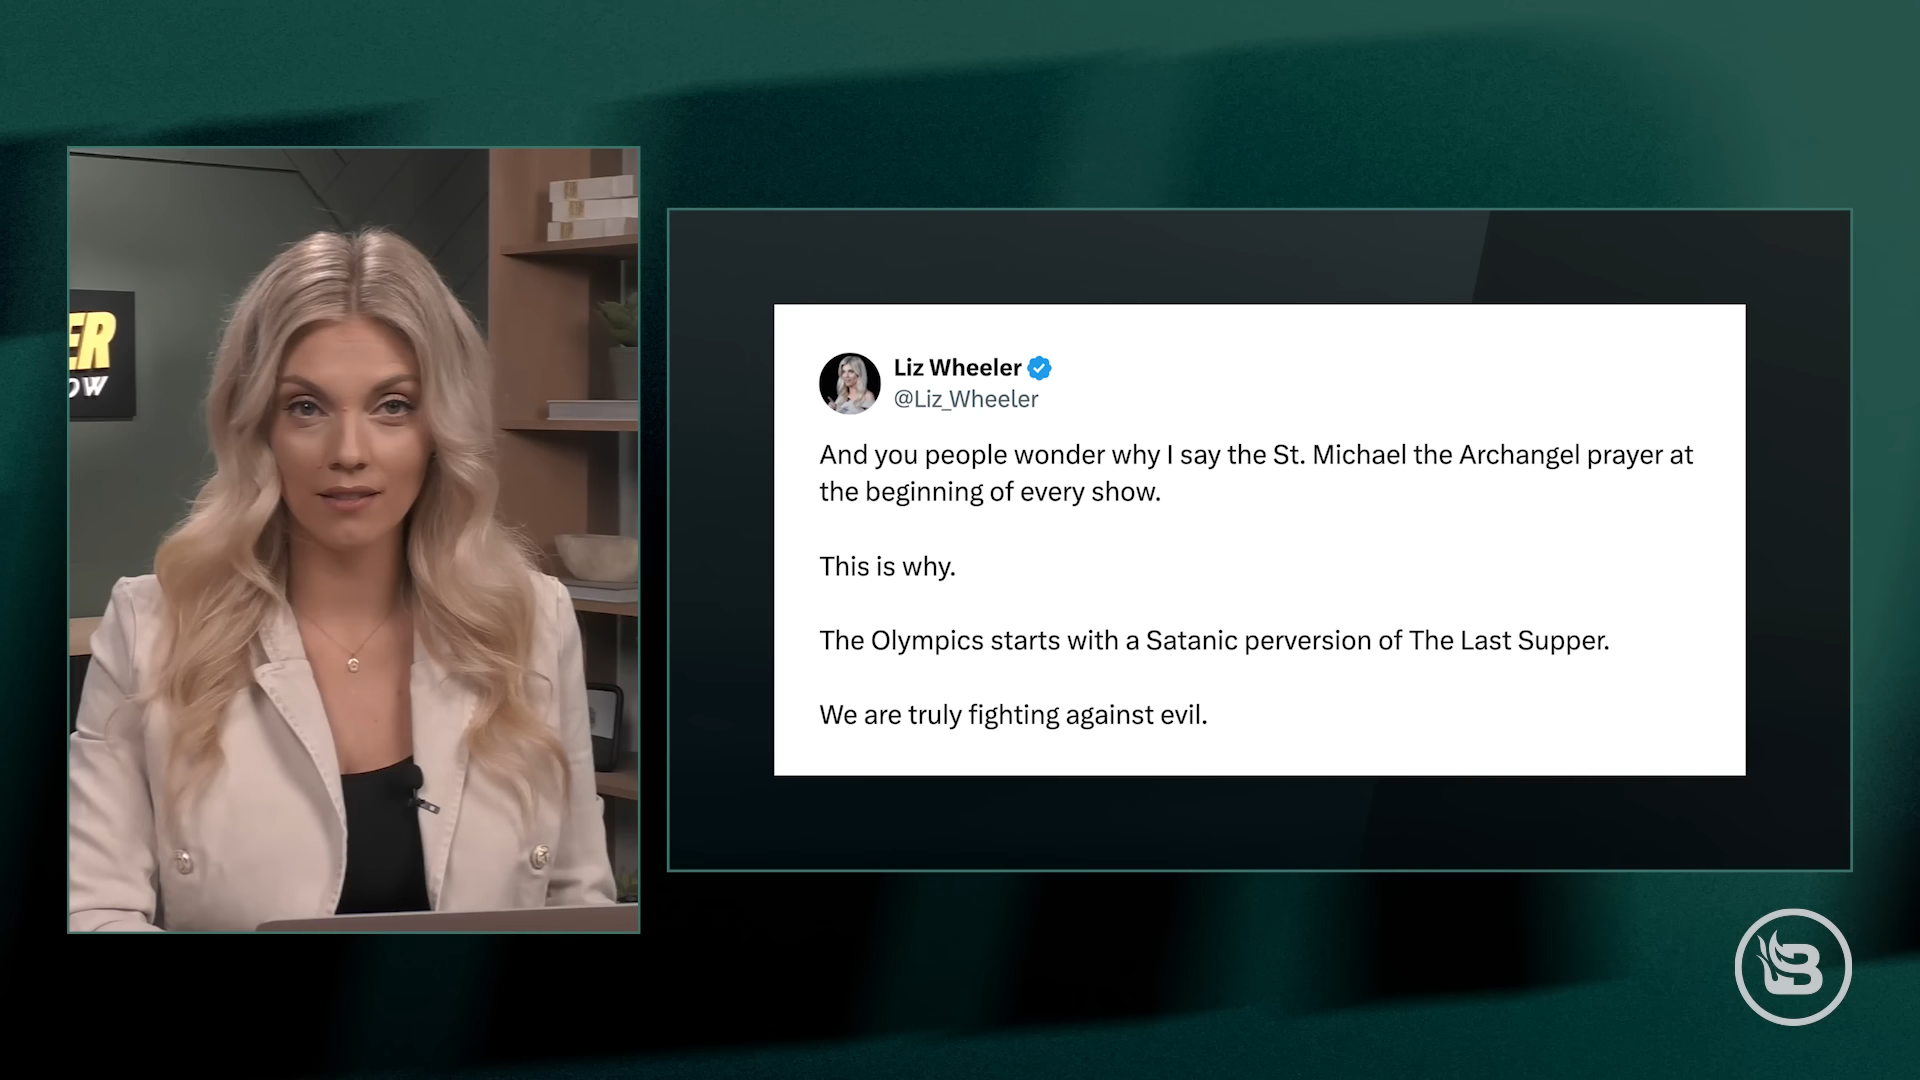 ER
OW
Liz Wheeler
@Liz_Wheeler
And you people wonder why I say the St. Michael the Archangel prayer at
the beginning of every show.
This is why.
The Olympics starts with a Satanic perversion of The Last Supper.
We are truly fighting against evil.
B